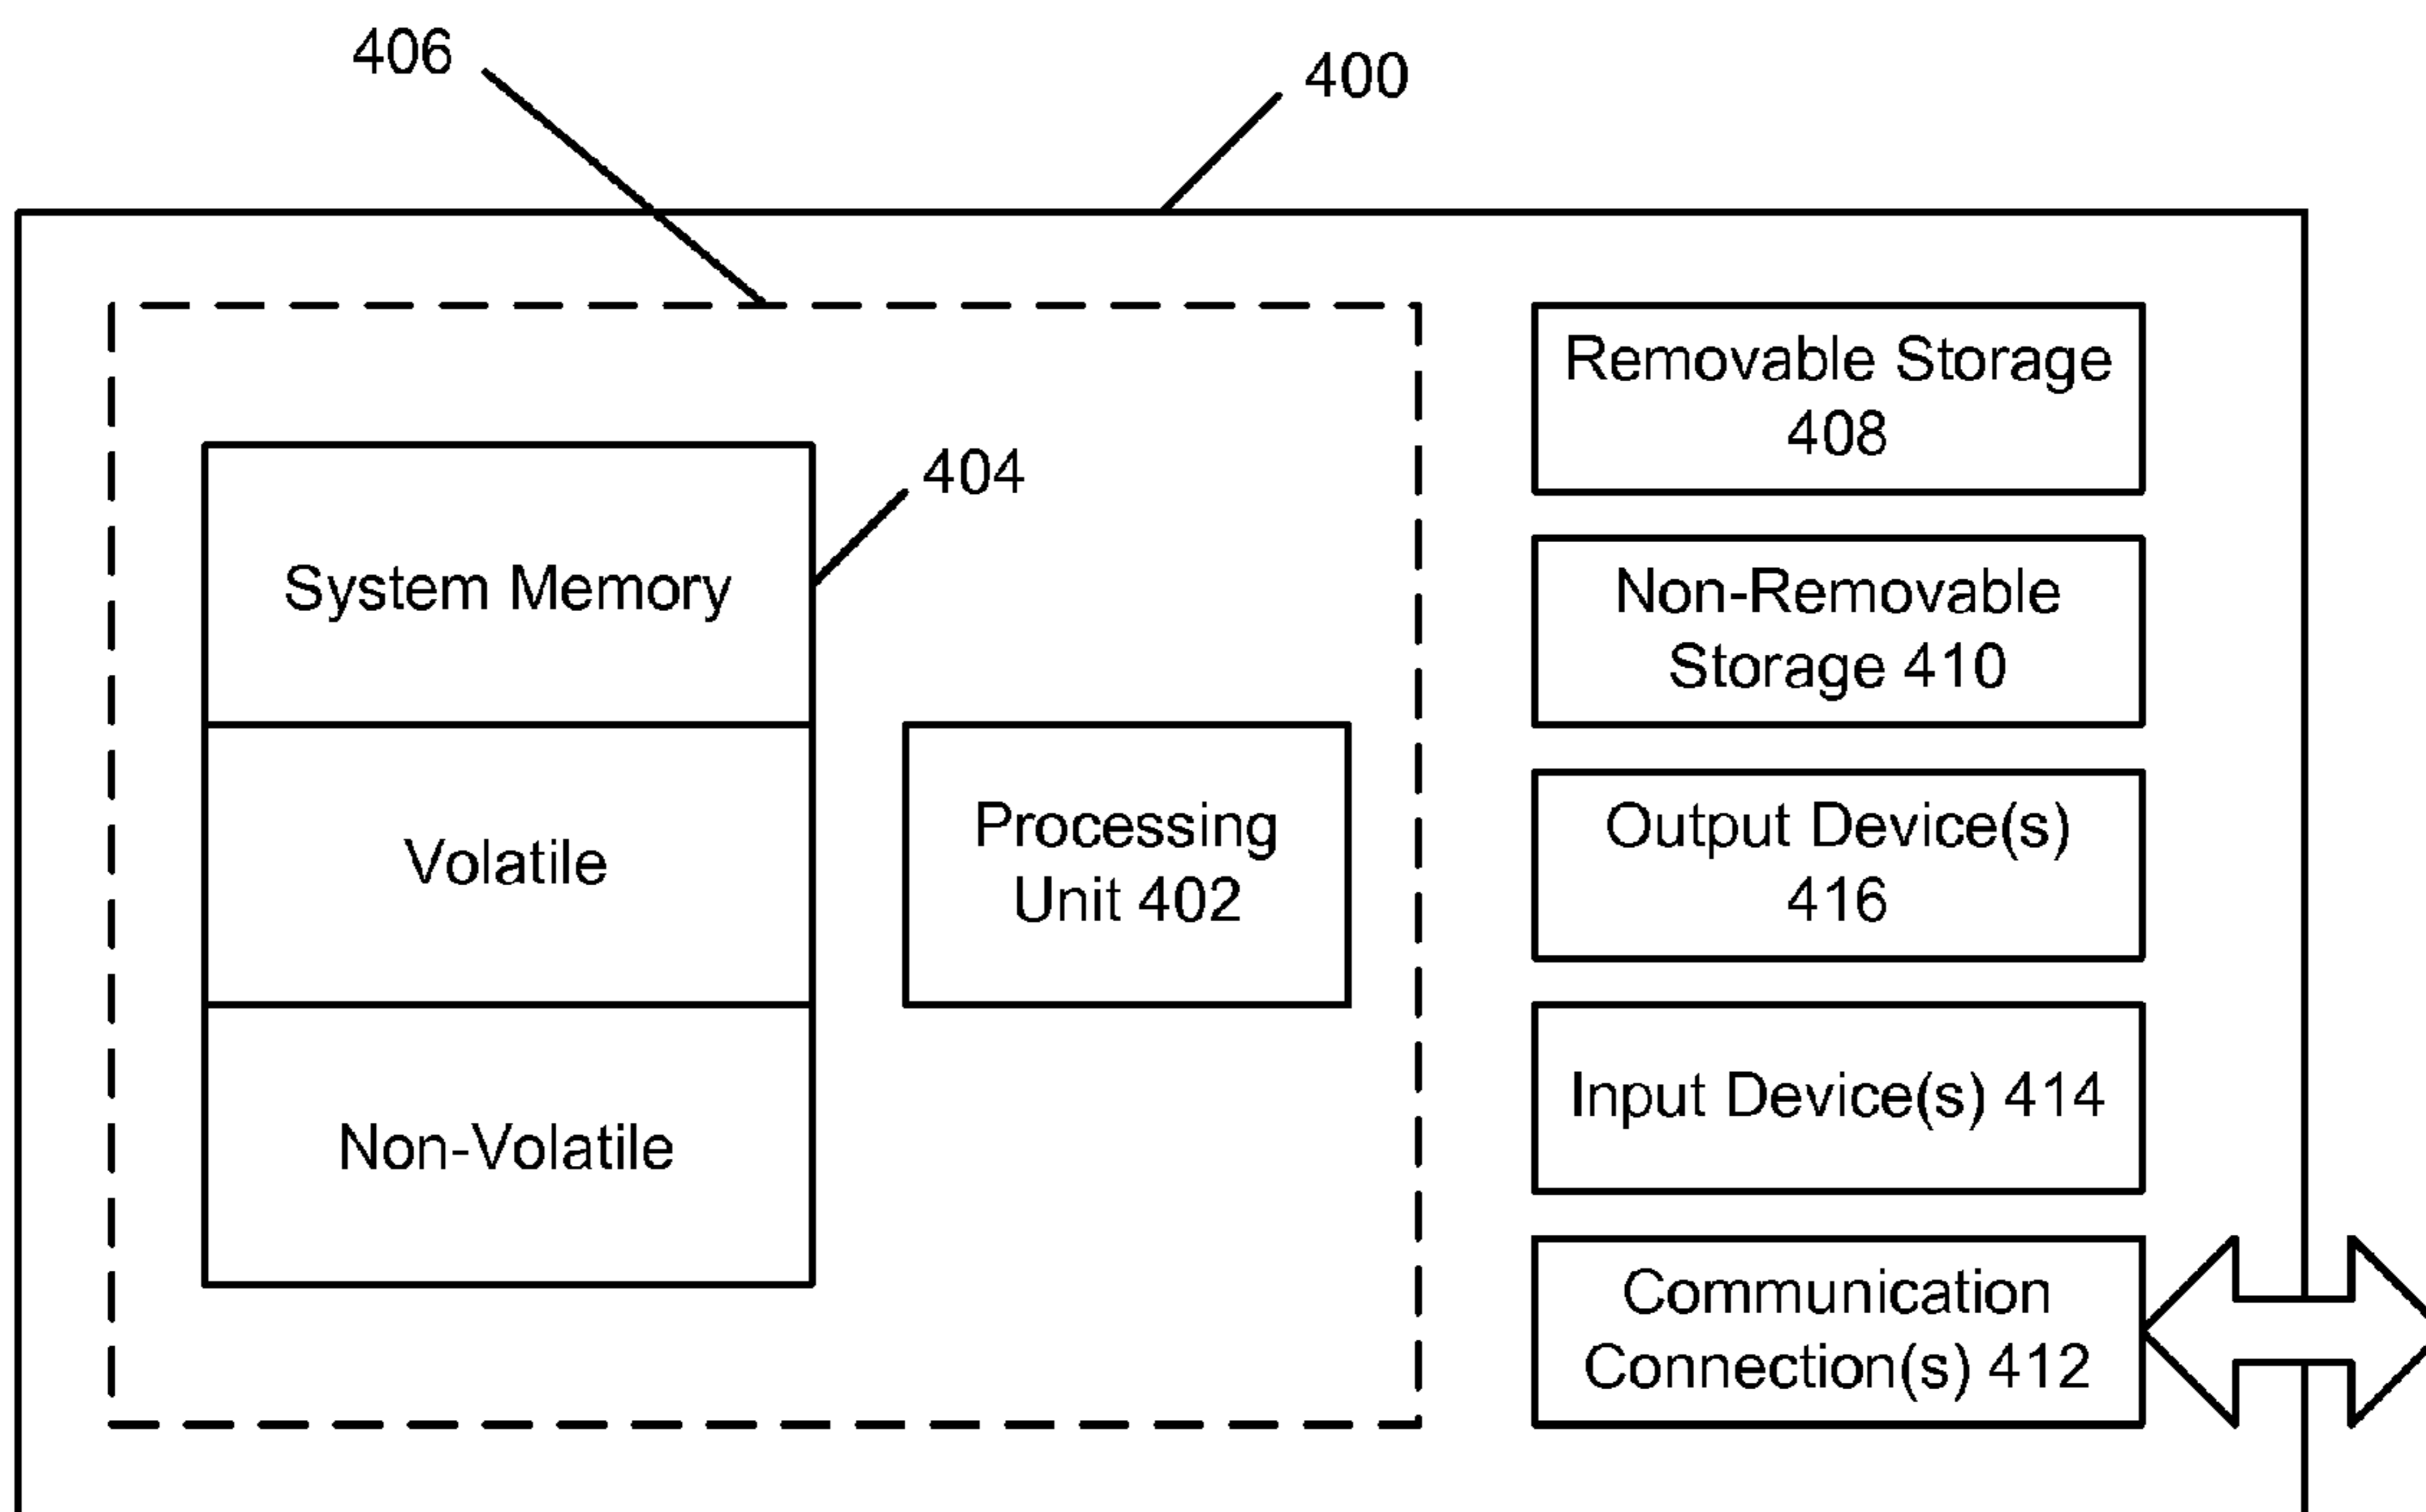 406
400
404
System Memory
Volatile
Non-Volatile
Processing
Unit 402
Removable Storage
408
Non-Removable
Storage 410
Output Device(s)
416
Input Device(s) 414
Communication
Connection(s) 412